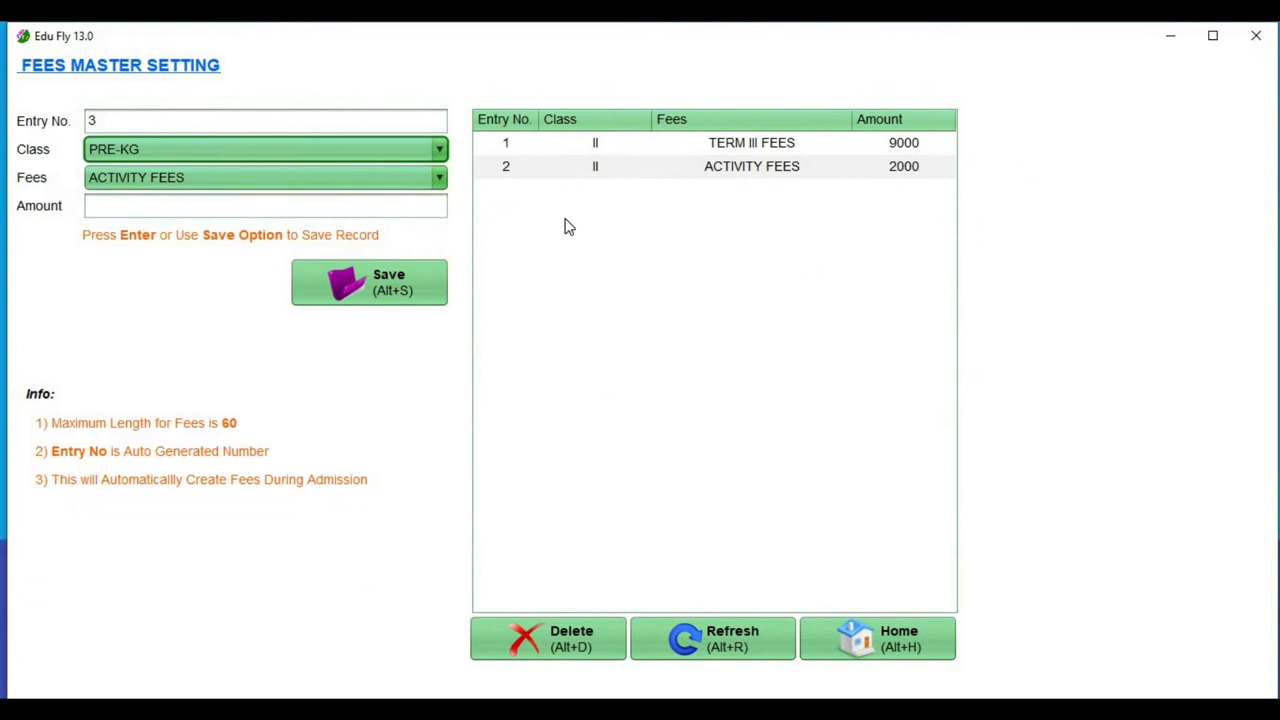 Edu Fly 13.0
FEES MASTER SETTING
Entry No. 3
Class PRE-KG
Fees ACTIVITY FEES
Amount
Press Enter or Use Save Option to Save Record
Save
(Alt+S)
Info:
1) Maximum Length for Fees is 60
2) Entry No is Auto Generated Number
3) This will Automaticallly Create Fees During Admission
Entry No. Class Fees Amount
1 II TERM III FEES 9000
2 II ACTIVITY FEES 2000
Delete
(Alt+D)
Refresh
(Alt+R)
Home
(Alt+H)